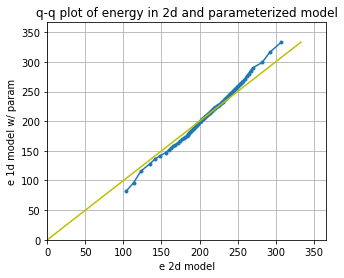 q-q plot of energy in 2d and parameterized model
350
300
250
200
150
100
50
0
e 1d model w/ param
0 50 100 150 200 250 300 350
e 2d model